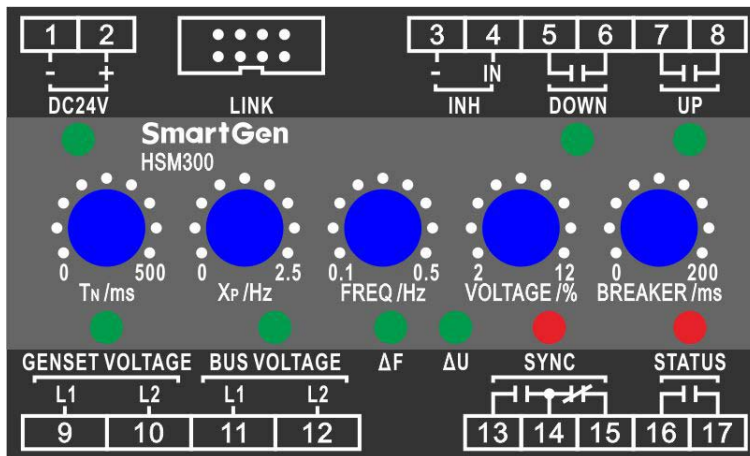 1 2 3 4 5 6 7 8
- + - IN
DC24V LINK INH DOWN UP
SmartGen
HSM300
0 500 0 2.5 0.1 0.5 2 12 0 200
TN/ms XP/Hz FREQ/Hz VOLTAGE/% BREAKER/ms
GENSET VOLTAGE BUS VOLTAGE ΔF ΔU SYNC STATUS
L1 L2 L1 L2
9 10 11 12 13 14 15 16 17